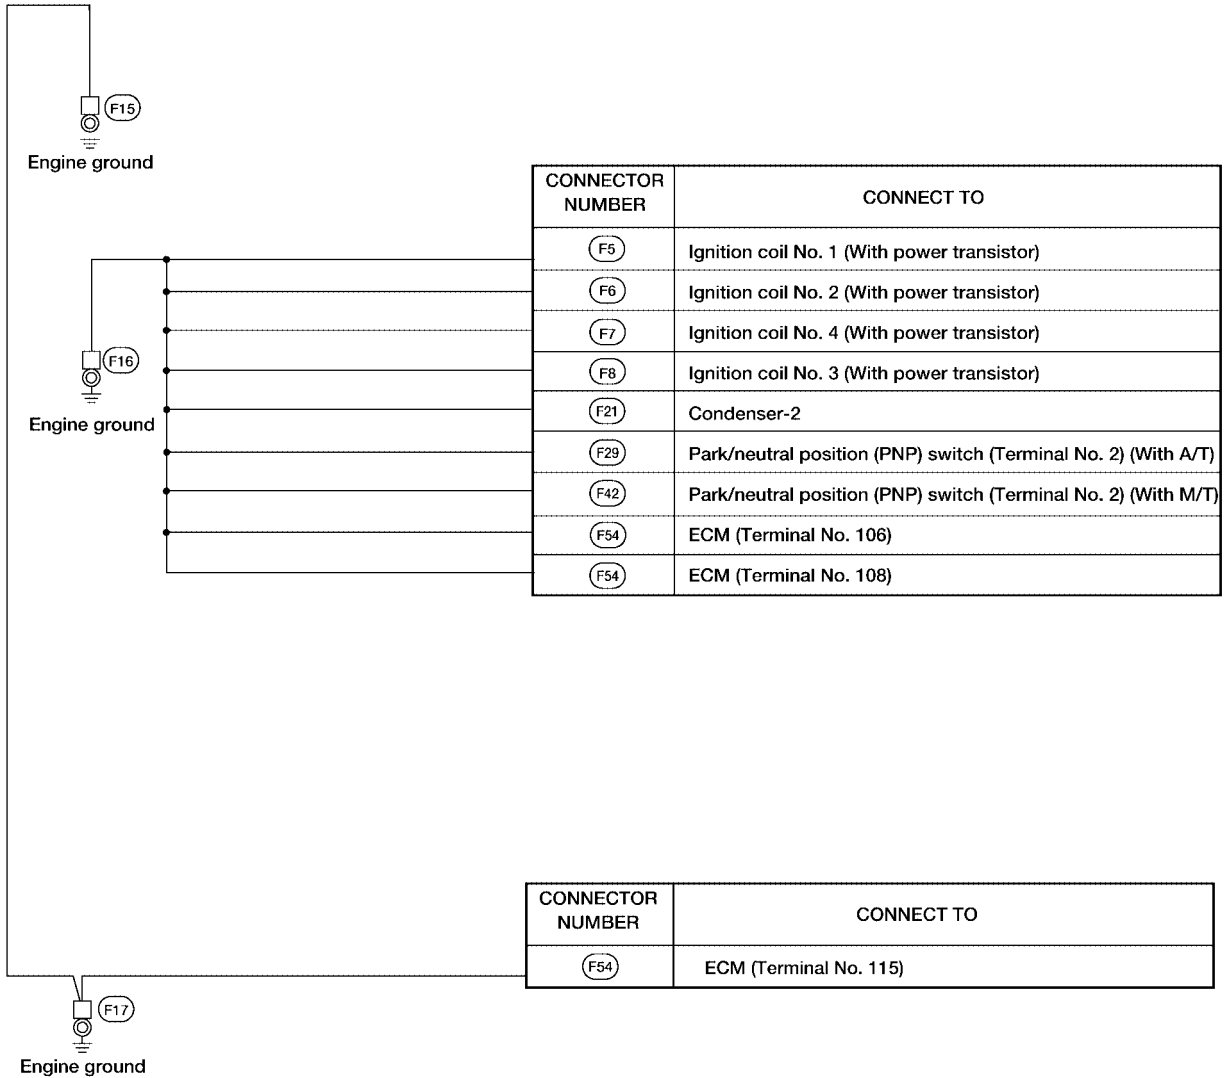 F15
Engine ground
CONNECTOR NUMBER CONNECT TO
F5 Ignition coil No. 1 (With power transistor)
F6 Ignition coil No. 2 (With power transistor)
F7 Ignition coil No. 4 (With power transistor)
F16
F8 Ignition coil No. 3 (With power transistor)
Engine ground
F21 Condenser-2
F29 Park/neutral position (PNP) switch (Terminal No. 2) (With A/T)
F42 Park/neutral position (PNP) switch (Terminal No. 2) (With M/T)
F54 ECM (Terminal No. 106)
F54 ECM (Terminal No. 108)
CONNECTOR NUMBER CONNECT TO
F54 ECM (Terminal No. 115)
F17
Engine ground